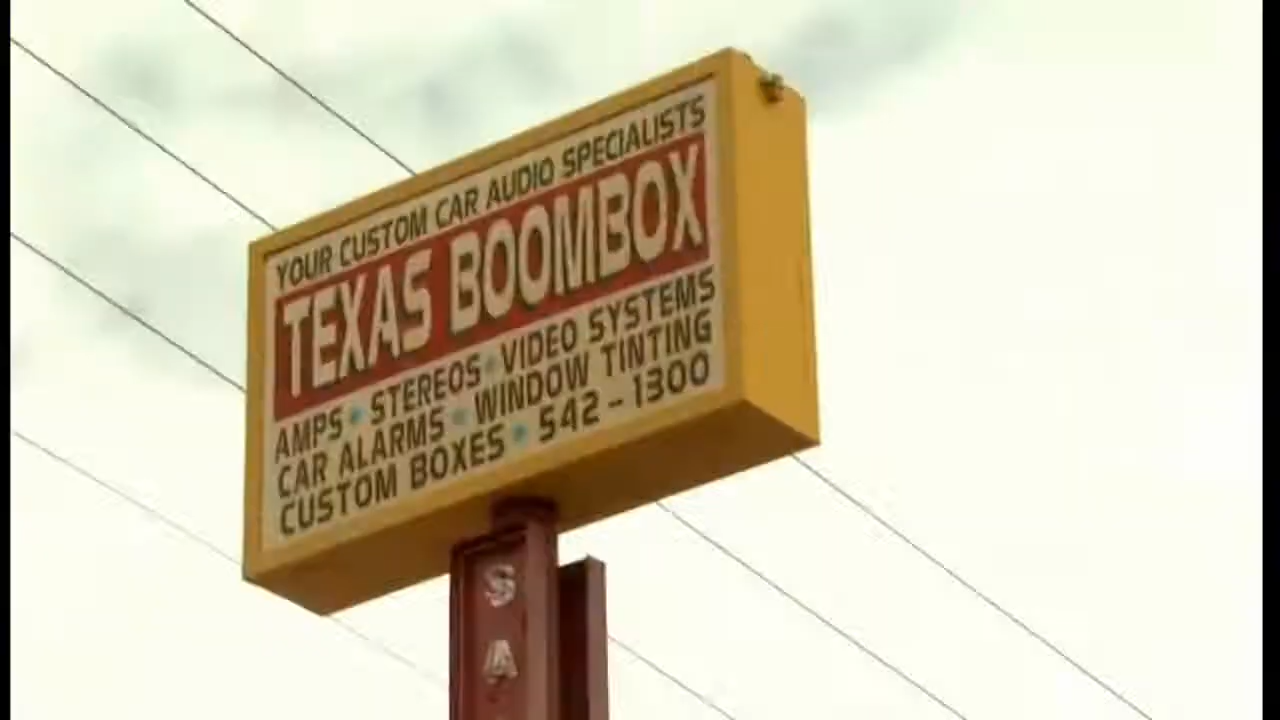 YOUR CUSTOM CAR AUDIO SPECIALISTS
TEXAS BOOMBOX
AMPS • STEREOS • VIDEO SYSTEMS
CAR ALARMS • WINDOW TINTING
CUSTOM BOXES • 542-1300
S
A